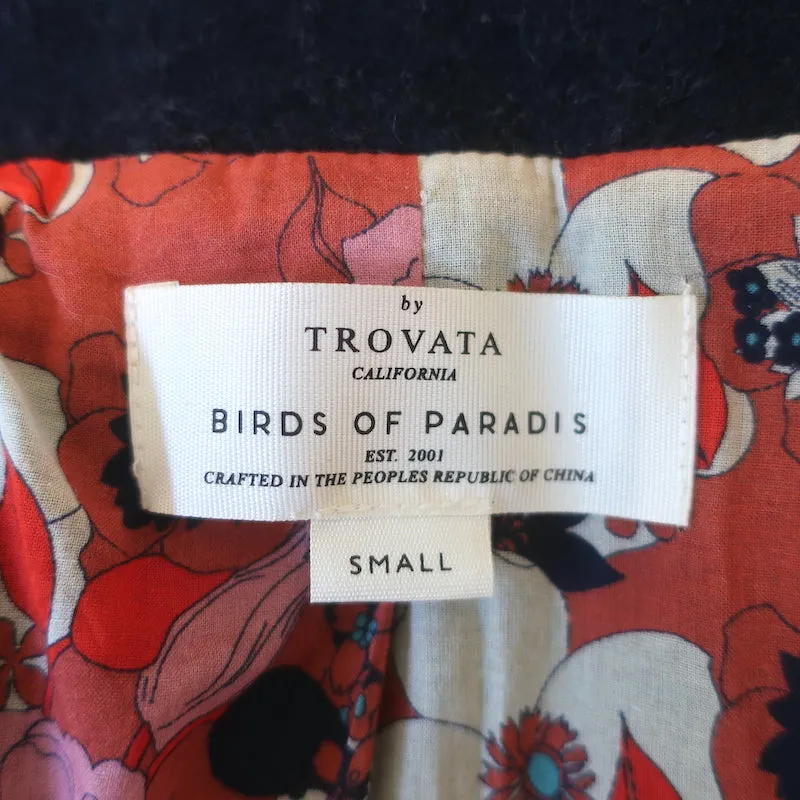 by
TROVATA
CALIFORNIA
BIRDS OF PARADIS
EST. 2001
CRAFTED IN THE PEOPLES REPUBLIC OF CHINA
SMALL